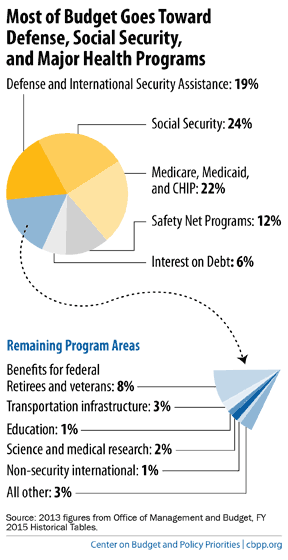 Most of Budget Goes Toward
Defense, Social Security,
and Major Health Programs
Defense and International Security Assistance: 19%
Social Security: 24%
Medicare, Medicaid,
and CHIP: 22%
Safety Net Programs: 12%
Interest on Debt: 6%
Remaining Program Areas
Benefits for federal
Retirees and veterans: 8%
Transportation infrastructure: 3%
Education: 1%
Science and medical research: 2%
Non-security international: 1%
All other: 3%
Source: 2013 figures from Office of Management and Budget, FY
2015 Historical Tables.
Center on Budget and Policy Priorities | cbpp.org